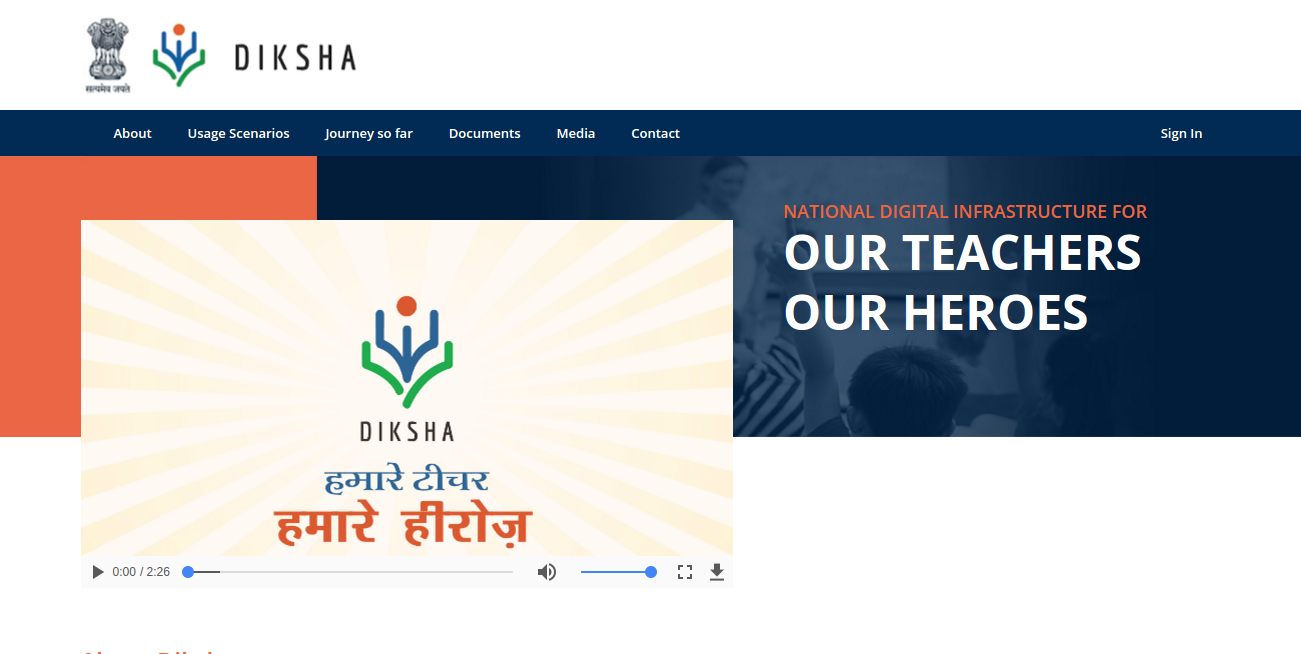 सत्यमेव जयते
DIKSHA
About Usage Scenarios Journey so far Documents Media Contact Sign In
NATIONAL DIGITAL INFRASTRUCTURE FOR
OUR TEACHERS
OUR HEROES
DIKSHA
हमारे टीचर
हमारे हीरोज़
0:00 / 2:26